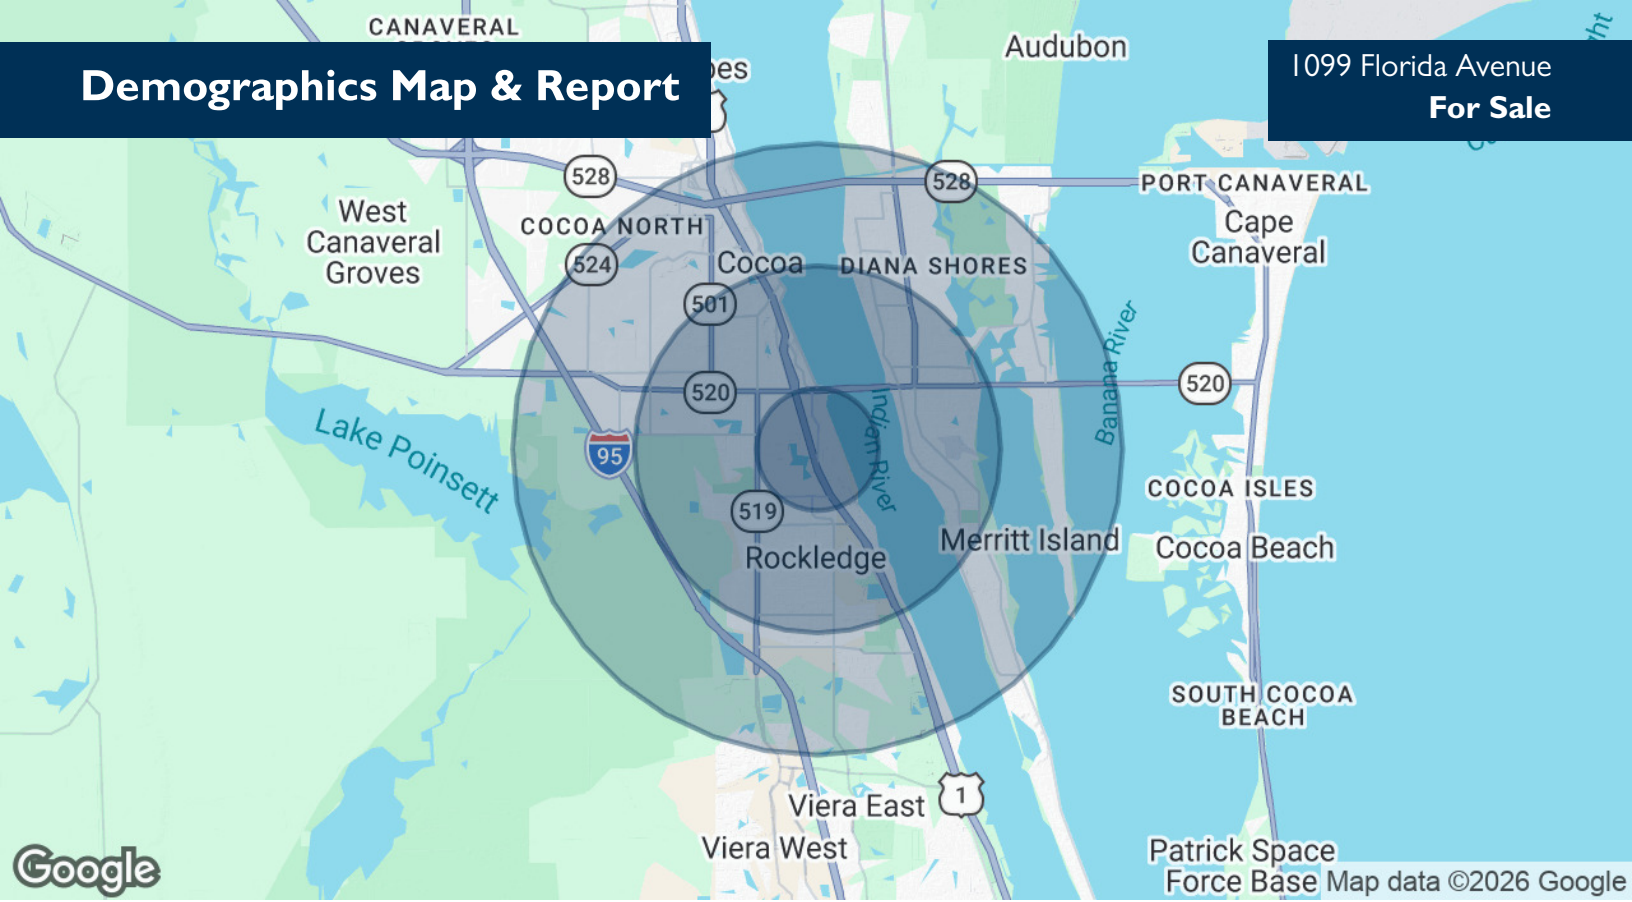 CANAVERAL
Demographics Map & Report
Audubon
1099 Florida Avenue
For Sale
528
528
PORT CANAVERAL
West
Canaveral
Groves
COCOA NORTH
Cape
Canaveral
524
Cocoa
DIANA SHORES
501
Banana River
520
520
Indian River
Lake Poinsett
95
519
COCOA ISLES
Rockledge
Merritt Island
Cocoa Beach
SOUTH COCOA
BEACH
1
Viera East
Viera West
Patrick Space
Force Base
Google
Map data ©2026 Google